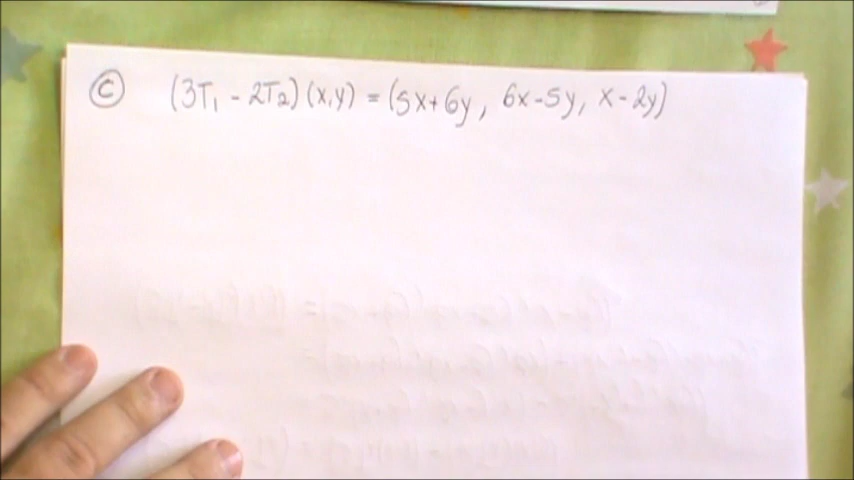 Ⓒ (3T₁ - 2T₂)(x,y) = (5x+6y, 6x-5y, x-2y)